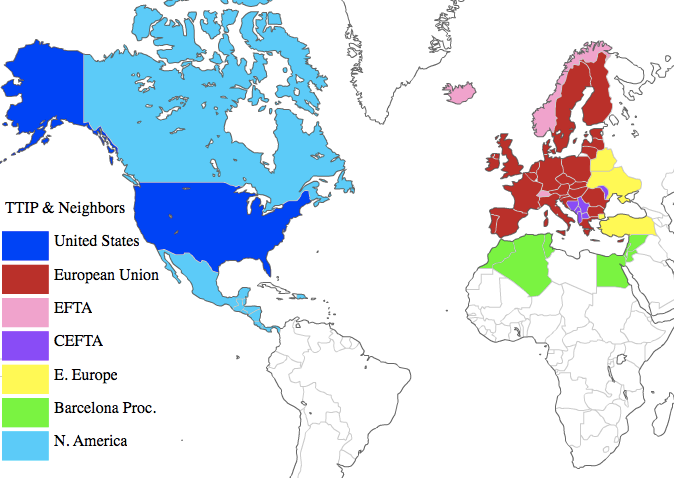 TTIP & Neighbors
United States
European Union
EFTA
CEFTA
E. Europe
Barcelona Proc.
N. America